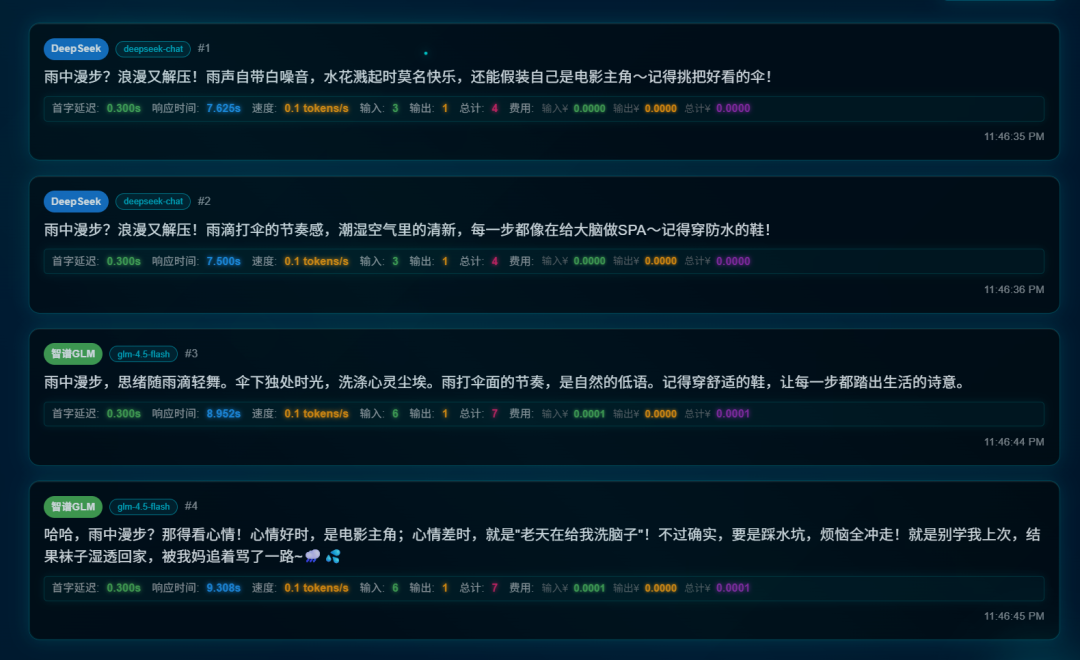 DeepSeek deepseek-chat #1
雨中漫步？浪漫又解压！雨声自带白噪音，水花溅起时莫名快乐，还能假装自己是电影主角～记得挑把好看的伞！
首字延迟: 0.300s 响应时间: 7.625s 速度: 0.1 tokens/s 输入: 3 输出: 1 总计: 4 费用: 输入¥ 0.0000 输出¥ 0.0000 总计¥ 0.0000
11:46:35 PM
DeepSeek deepseek-chat #2
雨中漫步？浪漫又解压！雨滴打伞的节奏感，潮湿空气里的清新，每一步都像在给大脑做SPA～记得穿防水的鞋！
首字延迟: 0.300s 响应时间: 7.500s 速度: 0.1 tokens/s 输入: 3 输出: 1 总计: 4 费用: 输入¥ 0.0000 输出¥ 0.0000 总计¥ 0.0000
11:46:36 PM
智谱GLM glm-4.5-flash #3
雨中漫步，思绪随雨滴轻舞。伞下独处时光，洗涤心灵尘埃。雨打伞面的节奏，是自然的低语。记得穿舒适的鞋，让每一步都踏出生活的诗意。
首字延迟: 0.300s 响应时间: 8.952s 速度: 0.1 tokens/s 输入: 6 输出: 1 总计: 7 费用: 输入¥ 0.0001 输出¥ 0.0000 总计¥ 0.0001
11:46:44 PM
智谱GLM glm-4.5-flash #4
哈哈，雨中漫步？那得看心情！心情好时，是电影主角；心情差时，就是"老天在给我洗脑子"！不过确实，要是踩水坑，烦恼全冲走！就是别学我上次，结
果袜子湿透回家，被我妈追着骂了一路~🌧️💦
首字延迟: 0.300s 响应时间: 9.308s 速度: 0.1 tokens/s 输入: 6 输出: 1 总计: 7 费用: 输入¥ 0.0001 输出¥ 0.0000 总计¥ 0.0001
11:46:45 PM